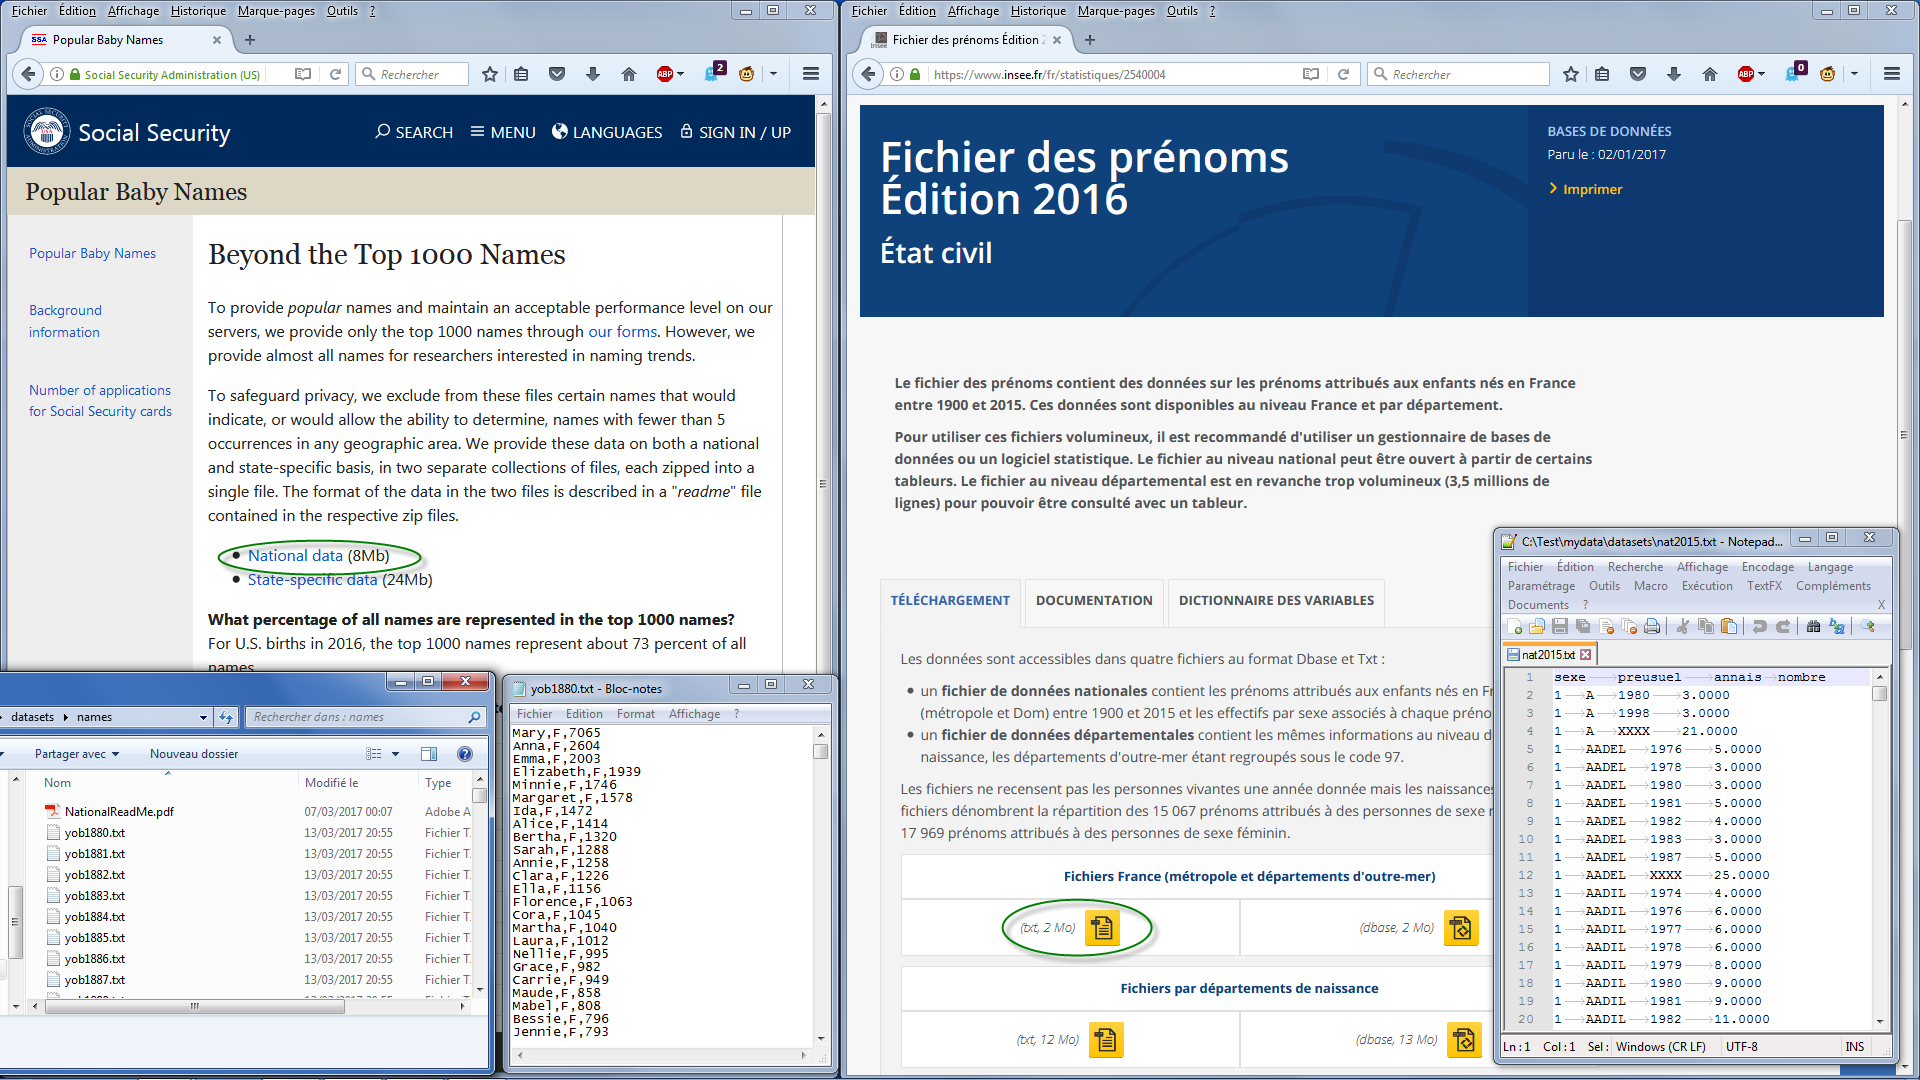 Fichier Édition Affichage Historique Marque-pages Outils ?
Popular Baby Names
Social Security Administration (US)
Rechercher
ABP
2
Social Security
SEARCH MENU LANGUAGES SIGN IN / UP
Popular Baby Names
Popular Baby Names
Background
information
Number of applications
for Social Security cards
Beyond the Top 1000 Names
To provide popular names and maintain an acceptable performance level on our
servers, we provide only the top 1000 names through our forms. However, we
provide almost all names for researchers interested in naming trends.
To safeguard privacy, we exclude from these files certain names that would
indicate, or would allow the ability to determine, names with fewer than 5
occurrences in any geographic area. We provide these data on both a national
and state-specific basis, in two separate collections of files, each zipped into a
single file. The format of the data in the two files is described in a "readme" file
contained in the respective zip files.
National data (8Mb)
State-specific data (24Mb)
What percentage of all names are represented in the top 1000 names?
For U.S. births in 2016, the top 1000 names represent about 73 percent of all
names
datasets names
Rechercher dans : names
Partager avec Nouveau dossier
Nom Modifié le Type
NationalReadMe.pdf 07/03/2017 00:07 Adobe A
yob1880.txt 13/03/2017 20:55 Fichier T
yob1881.txt 13/03/2017 20:55 Fichier T
yob1882.txt 13/03/2017 20:55 Fichier T
yob1883.txt 13/03/2017 20:55 Fichier T
yob1884.txt 13/03/2017 20:55 Fichier T
yob1885.txt 13/03/2017 20:55 Fichier T
yob1886.txt 13/03/2017 20:55 Fichier T
yob1887.txt 13/03/2017 20:55 Fichier T
yob1880.txt - Bloc-notes
Fichier Edition Format Affichage ?
Mary,F,7065
Anna,F,2604
Emma,F,2003
Elizabeth,F,1939
Minnie,F,1746
Margaret,F,1578
Ida,F,1472
Alice,F,1414
Bertha,F,1320
Sarah,F,1288
Annie,F,1258
Clara,F,1226
Ella,F,1156
Florence,F,1063
Cora,F,1045
Martha,F,1040
Laura,F,1012
Nellie,F,995
Grace,F,982
Carrie,F,949
Maude,F,858
Mabel,F,808
Bessie,F,796
Jennie,F,793
Fichier Édition Affichage Historique Marque-pages Outils ?
Insee
Fichier des prénoms Édition 2
https://www.insee.fr/fr/statistiques/2540004
Rechercher
ABP
0
Fichier des prénoms
Édition 2016
État civil
BASES DE DONNÉES
Paru le : 02/01/2017
Imprimer
Le fichier des prénoms contient des données sur les prénoms attribués aux enfants nés en France
entre 1900 et 2015. Ces données sont disponibles au niveau France et par département.
Pour utiliser ces fichiers volumineux, il est recommandé d'utiliser un gestionnaire de bases de
données ou un logiciel statistique. Le fichier au niveau national peut être ouvert à partir de certains
tableurs. Le fichier au niveau départemental est en revanche trop volumineux (3,5 millions de
lignes) pour pouvoir être consulté avec un tableur.
TÉLÉCHARGEMENT DOCUMENTATION DICTIONNAIRE DES VARIABLES
Les données sont accessibles dans quatre fichiers au format Dbase et Txt :
un fichier de données nationales contient les prénoms attribués aux enfants nés en Fr
(métropole et Dom) entre 1900 et 2015 et les effectifs par sexe associés à chaque prén
un fichier de données départementales contient les mêmes informations au niveau d
naissance, les départements d'outre-mer étant regroupés sous le code 97.
Les fichiers ne recensent pas les personnes vivantes une année donnée mais les naissances
fichiers dénombrent la répartition des 15 067 prénoms attribués à des personnes de sexe
17 969 prénoms attribués à des personnes de sexe féminin.
Fichiers France (métropole et départements d'outre-mer)
(txt, 2 Mo) (dbase, 2 Mo)
Fichiers par départements de naissance
(txt, 12 Mo) (dbase, 13 Mo)
C:\Test\mydata\datasets\nat2015.txt - Notepad...
Fichier Édition Recherche Affichage Encodage Langage
Paramétrage Outils Macro Exécution TextFX Compléments
Documents ? X
nat2015.txt
1 sexe preusuel annais nombre
2 1 A 1980 3.0000
3 1 A 1998 3.0000
4 1 A XXXX 21.0000
5 1 AADEL 1976 5.0000
6 1 AADEL 1978 3.0000
7 1 AADEL 1980 3.0000
8 1 AADEL 1981 5.0000
9 1 AADEL 1982 4.0000
10 1 AADEL 1983 3.0000
11 1 AADEL 1987 5.0000
12 1 AADEL XXXX 25.0000
13 1 AADIL 1974 4.0000
14 1 AADIL 1976 6.0000
15 1 AADIL 1977 6.0000
16 1 AADIL 1978 6.0000
17 1 AADIL 1979 8.0000
18 1 AADIL 1980 9.0000
19 1 AADIL 1981 9.0000
20 1 AADIL 1982 11.0000
Ln : 1 Col : 1 Sel : Windows (CR LF) UTF-8 INS